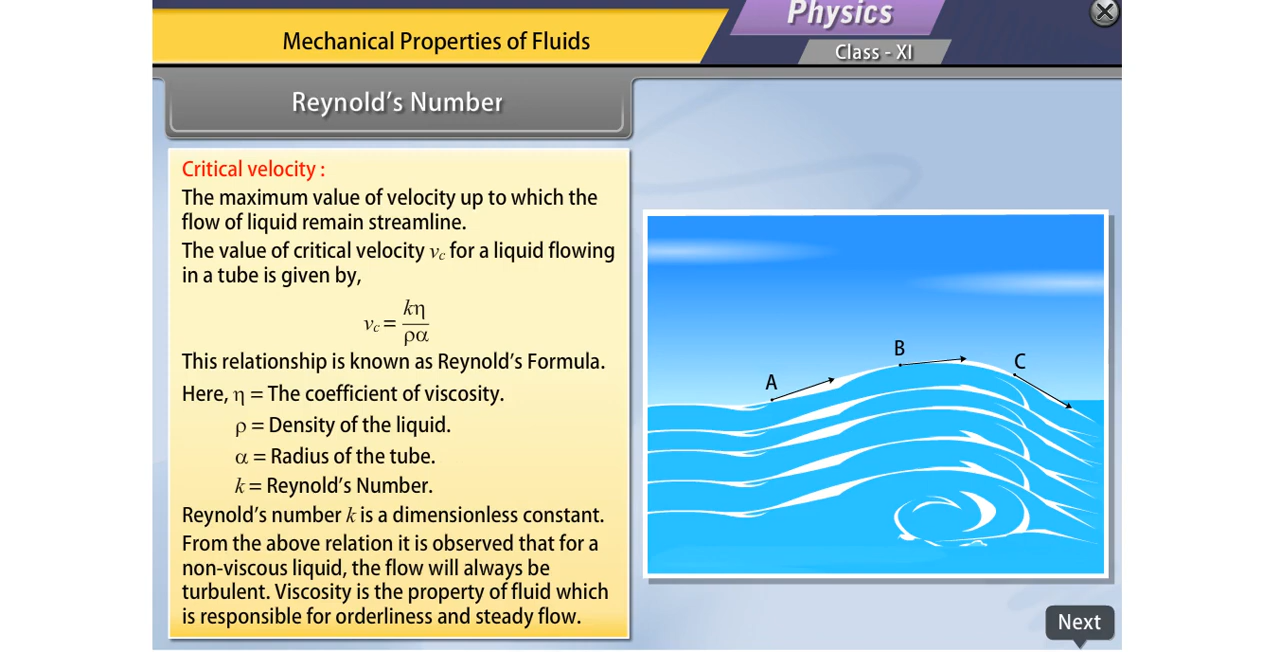 Physics
Mechanical Properties of Fluids
Class - XI
Reynold's Number
Critical velocity :
The maximum value of velocity up to which the
flow of liquid remain streamline.
The value of critical velocity v_c for a liquid flowing
in a tube is given by,
v_c = kη/ρα
This relationship is known as Reynold's Formula.
Here, η = The coefficient of viscosity.
ρ = Density of the liquid.
α = Radius of the tube.
k = Reynold's Number.
Reynold's number k is a dimensionless constant.
From the above relation it is observed that for a
non-viscous liquid, the flow will always be
turbulent. Viscosity is the property of fluid which
is responsible for orderliness and steady flow.
A
B
C
Next